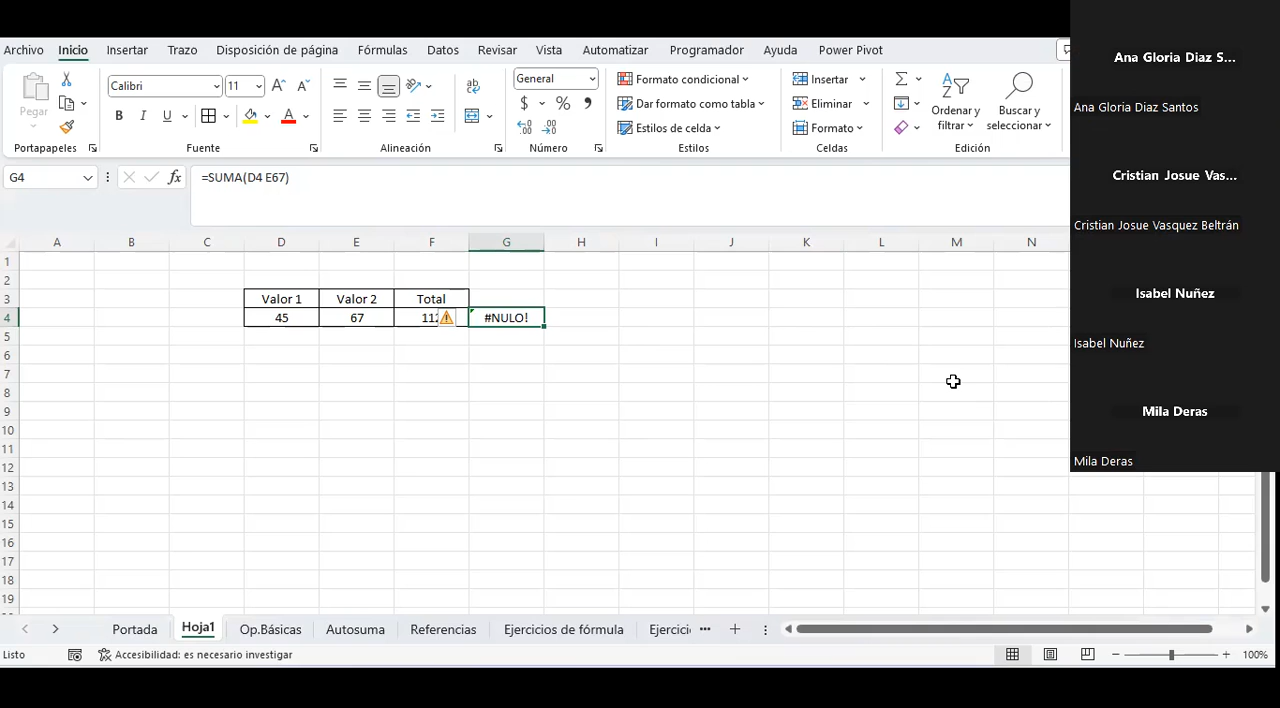 Archivo Inicio Insertar Trazo Disposición de página Fórmulas Datos Revisar Vista Automatizar Programador Ayuda Power Pivot
Pegar
Portapapeles
Calibri 11
N I U A
Fuente
ab
Alineación
General
$ % ,
Número
Formato condicional
Dar formato como tabla
Estilos de celda
Estilos
Insertar
Eliminar
Formato
Celdas
Σ
Ordenar y filtrar
Buscar y seleccionar
Edición
G4 fx =SUMA(D4 E67)
A B C D E F G H I J K L M N
1
2
3 Valor 1 Valor 2 Total
4 45 67 112 #NULO!
5
6
7
8
9
10
11
12
13
14
15
16
17
18
19
Portada Hoja1 Op.Básicas Autosuma Referencias Ejercicios de fórmula Ejercici ...
Listo Accesibilidad: es necesario investigar 100%
Ana Gloria Diaz S...
Ana Gloria Diaz Santos
Cristian Josue Vas...
Cristian Josue Vasquez Beltrán
Isabel Nuñez
Isabel Nuñez
Mila Deras
Mila Deras